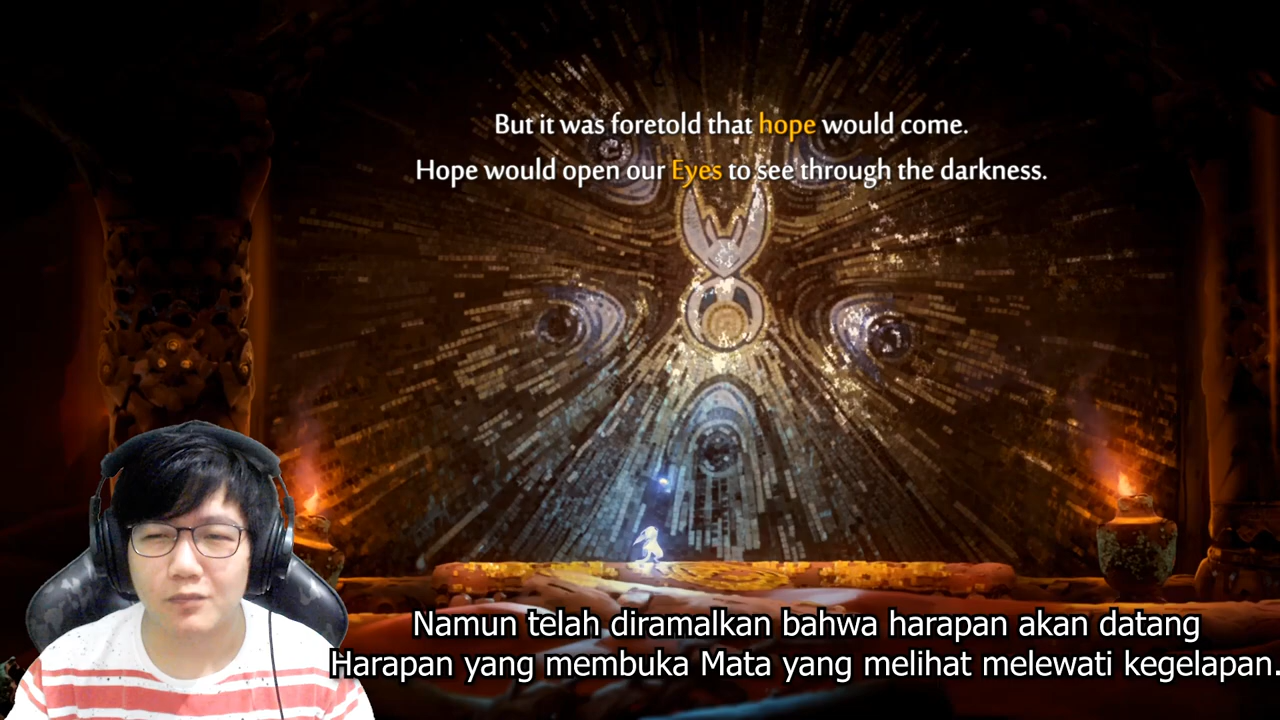 But it was foretold that hope would come.
Hope would open our Eyes to see through the darkness.
Namun telah diramalkan bahwa harapan akan datang
Harapan yang membuka Mata yang melihat melewati kegelapan.